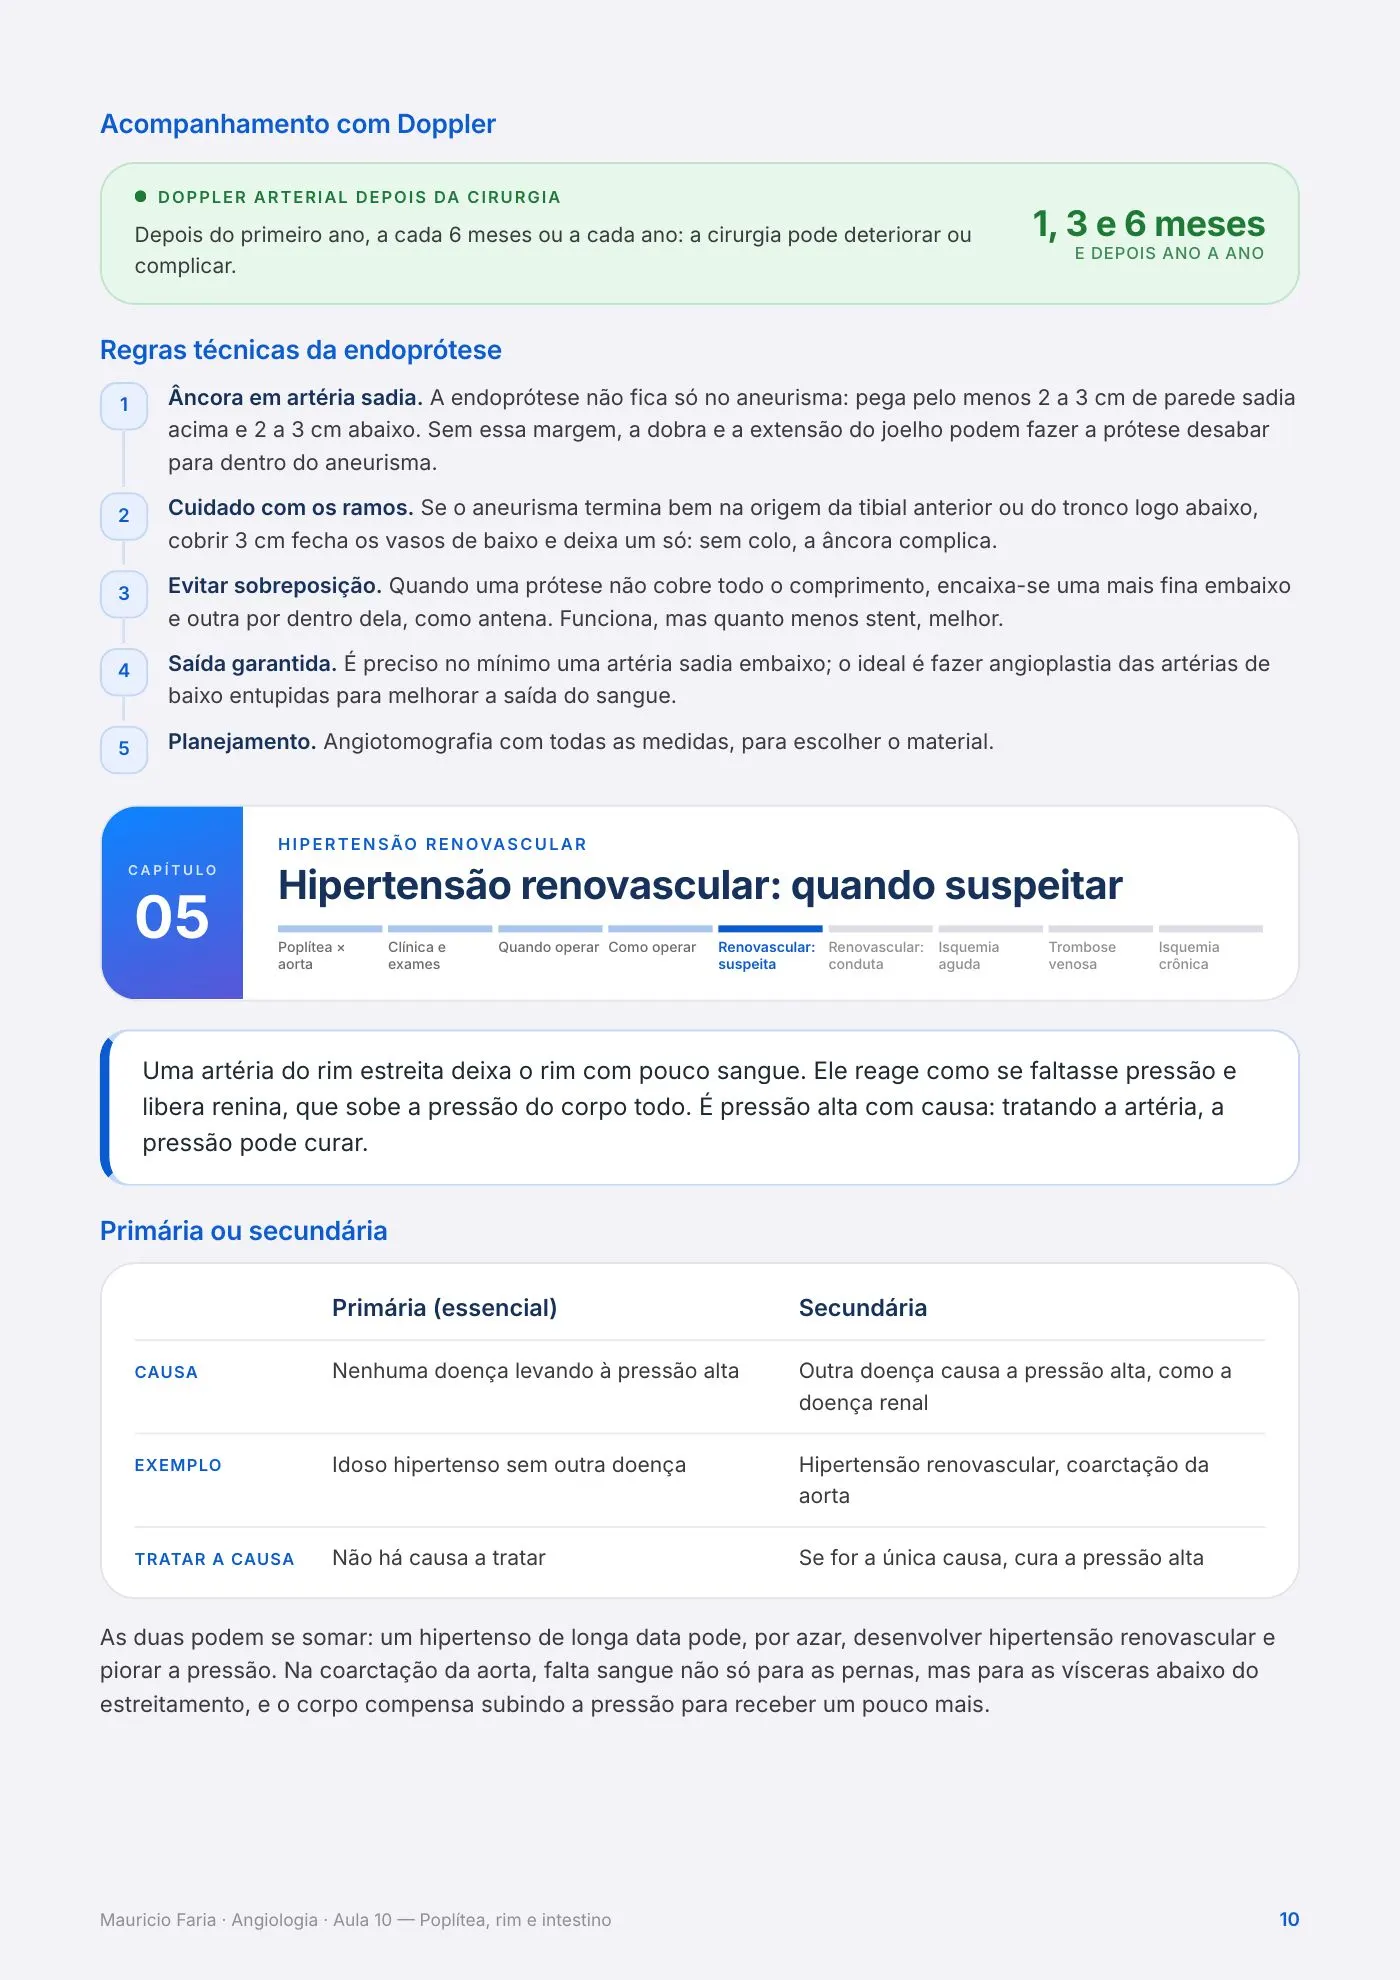 Acompanhamento com Doppler
DOPPLER ARTERIAL DEPOIS DA CIRURGIA
Depois do primeiro ano, a cada 6 meses ou a cada ano: a cirurgia pode deteriorar ou
complicar.
1, 3 e 6 meses
E DEPOIS ANO A ANO
Regras técnicas da endoprótese
1
Âncora em artéria sadia. A endoprótese não fica só no aneurisma: pega pelo menos 2 a 3 cm de parede sadia
acima e 2 a 3 cm abaixo. Sem essa margem, a dobra e a extensão do joelho podem fazer a prótese desabar
para dentro do aneurisma.
2
Cuidado com os ramos. Se o aneurisma termina bem na origem da tibial anterior ou do tronco logo abaixo,
cobrir 3 cm fecha os vasos de baixo e deixa um só: sem colo, a âncora complica.
3
Evitar sobreposição. Quando uma prótese não cobre todo o comprimento, encaixa-se uma mais fina embaixo
e outra por dentro dela, como antena. Funciona, mas quanto menos stent, melhor.
4
Saída garantida. É preciso no mínimo uma artéria sadia embaixo; o ideal é fazer angioplastia das artérias de
baixo entupidas para melhorar a saída do sangue.
5
Planejamento. Angiotomografia com todas as medidas, para escolher o material.
CAPÍTULO
05
HIPERTENSÃO RENOVASCULAR
Hipertensão renovascular: quando suspeitar
Poplítea ×
aorta
Clínica e
exames
Quando operar
Como operar
Renovascular:
suspeita
Renovascular:
conduta
Isquemia
aguda
Trombose
venosa
Isquemia
crônica
Uma artéria do rim estreita deixa o rim com pouco sangue. Ele reage como se faltasse pressão e
libera renina, que sobe a pressão do corpo todo. É pressão alta com causa: tratando a artéria, a
pressão pode curar.
Primária ou secundária
Primária (essencial)
Secundária
CAUSA
Nenhuma doença levando à pressão alta
Outra doença causa a pressão alta, como a
doença renal
EXEMPLO
Idoso hipertenso sem outra doença
Hipertensão renovascular, coarctação da
aorta
TRATAR A CAUSA
Não há causa a tratar
Se for a única causa, cura a pressão alta
As duas podem se somar: um hipertenso de longa data pode, por azar, desenvolver hipertensão renovascular e
piorar a pressão. Na coarctação da aorta, falta sangue não só para as pernas, mas para as vísceras abaixo do
estreitamento, e o corpo compensa subindo a pressão para receber um pouco mais.
Mauricio Faria · Angiologia · Aula 10 — Poplítea, rim e intestino
10